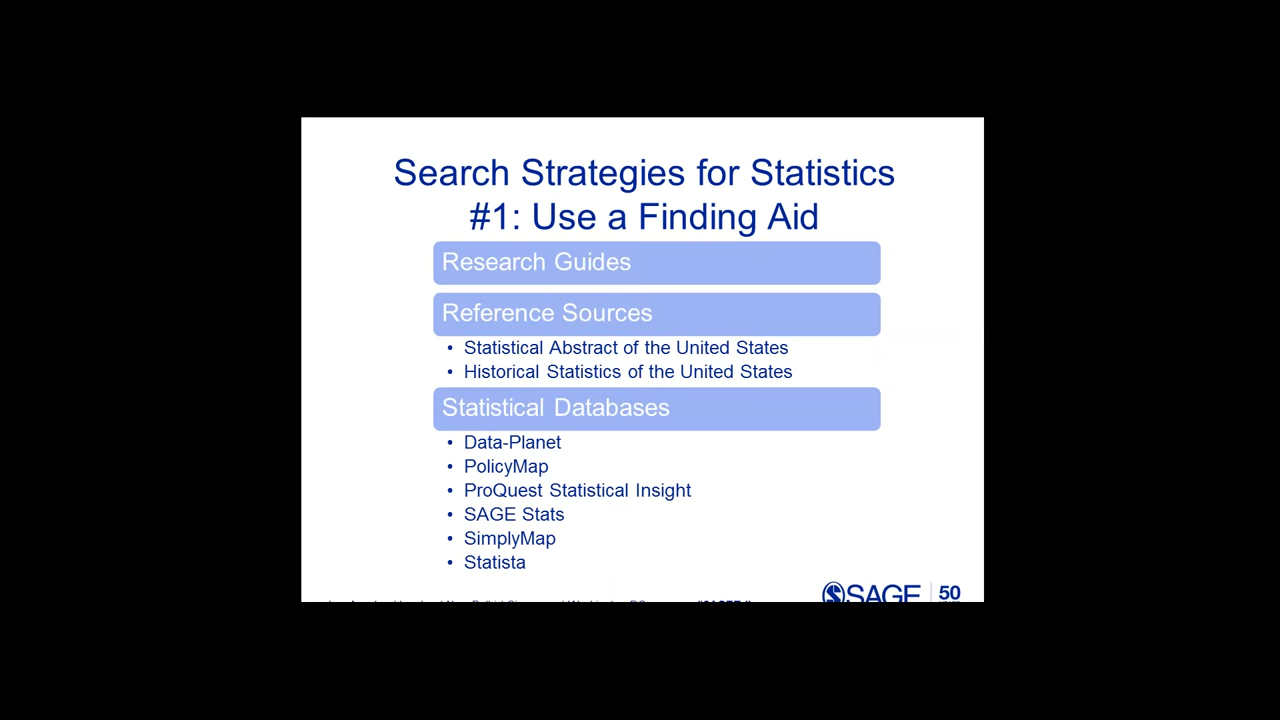 Search Strategies for Statistics
#1: Use a Finding Aid
Research Guides
Reference Sources
• Statistical Abstract of the United States
• Historical Statistics of the United States
Statistical Databases
• Data-Planet
• PolicyMap
• ProQuest Statistical Insight
• SAGE Stats
• SimplyMap
• Statista
SAGE 50